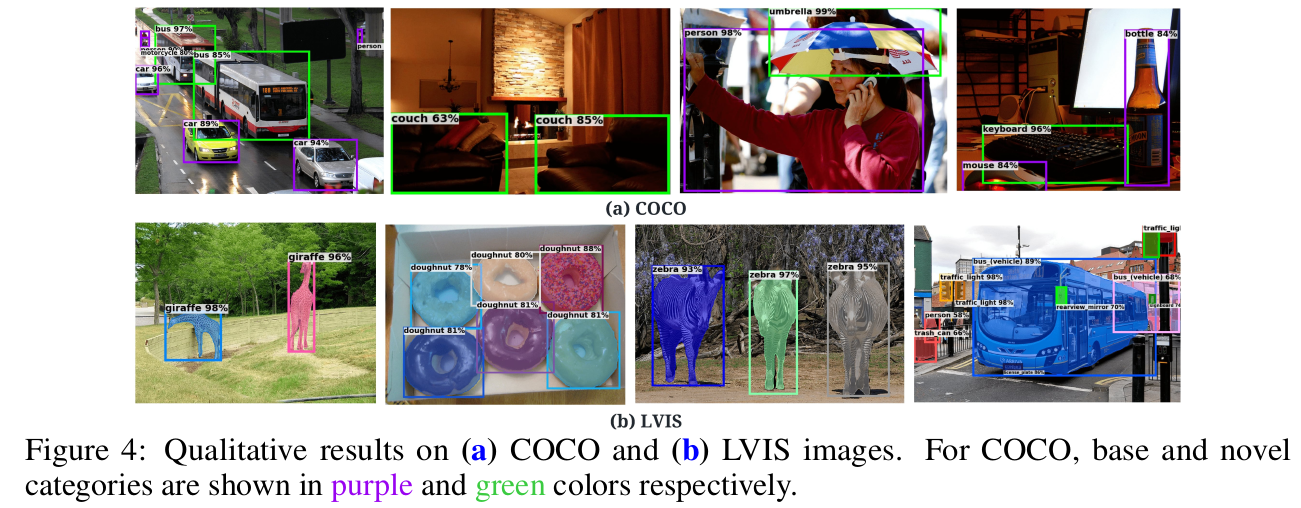 bus 97%
person 90%
motorcycle 80%
bus 85%
person
car 96%
car 89%
car 94%
couch 63%
couch 85%
umbrella 99%
person 98%
bottle 84%
keyboard 96%
mouse 84%
(a) COCO
giraffe 96%
giraffe 98%
doughnut 88%
doughnut 80%
doughnut 78%
doughnut 81%
doughnut 81%
doughnut 81%
zebra 93%
zebra 97%
zebra 95%
bus_(vehicle) 89%
traffic_light 98%
bus_(vehicle) 68%
traffic_light 98%
rearview_mirror 70%
person 58%
trash_can 66%
license_plate 86%
(b) LVIS
Figure 4: Qualitative results on (a) COCO and (b) LVIS images. For COCO, base and novel
categories are shown in purple and green colors respectively.